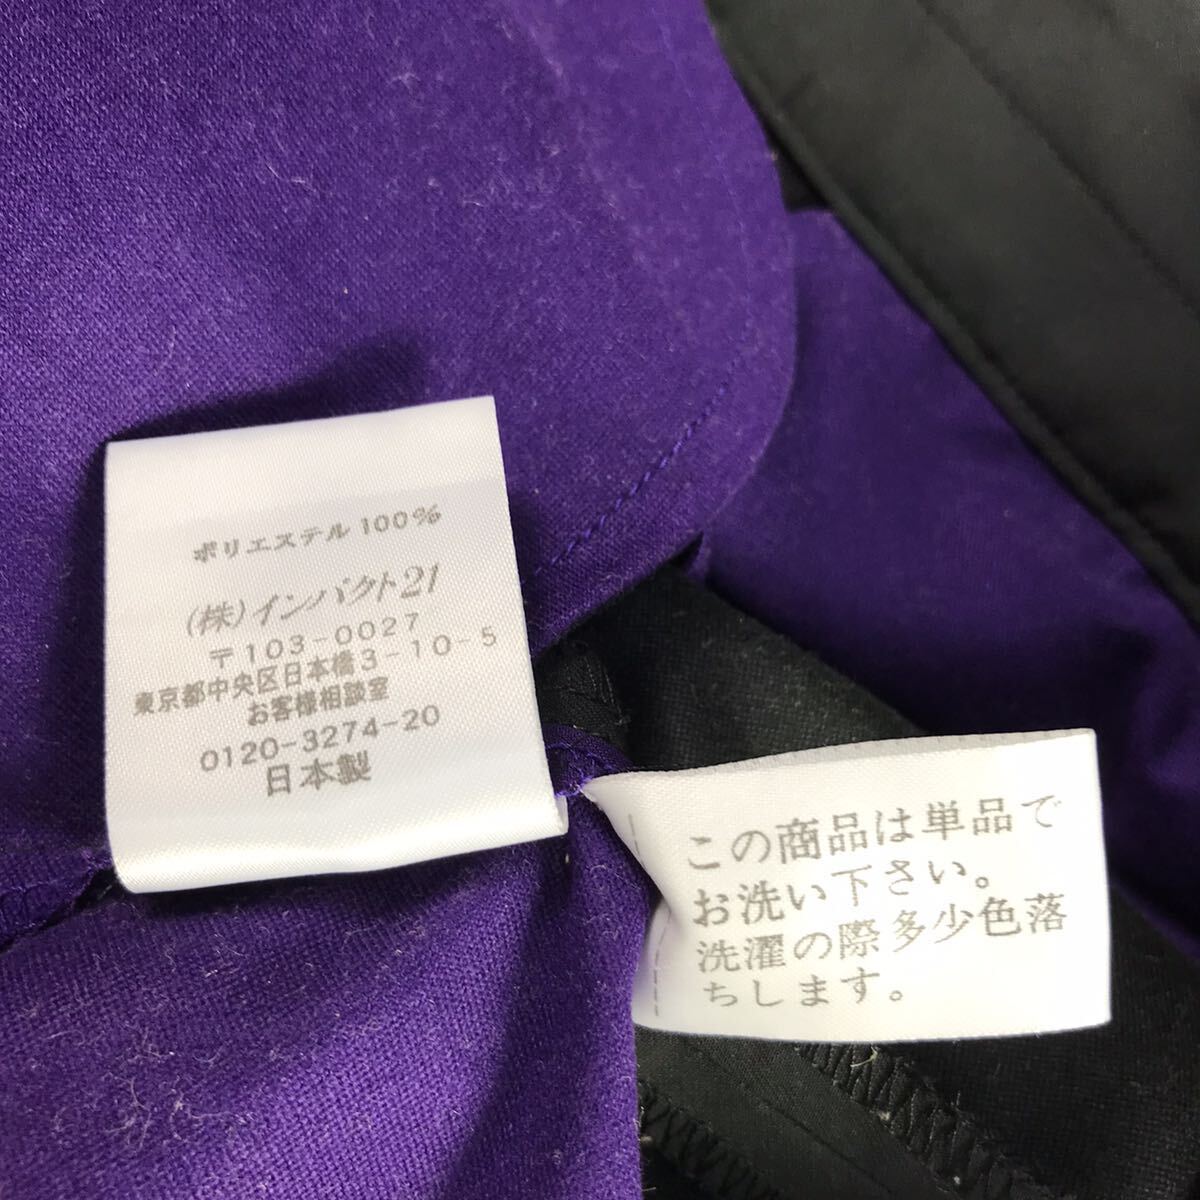 ポリエステル 100%
(株)インパクト21
〒103-0027
東京都中央区日本橋3-10-5
お客様相談室
0120-3274-20
日本製
この商品は単品で
お洗い下さい。
洗濯の際多少色落
ちします。